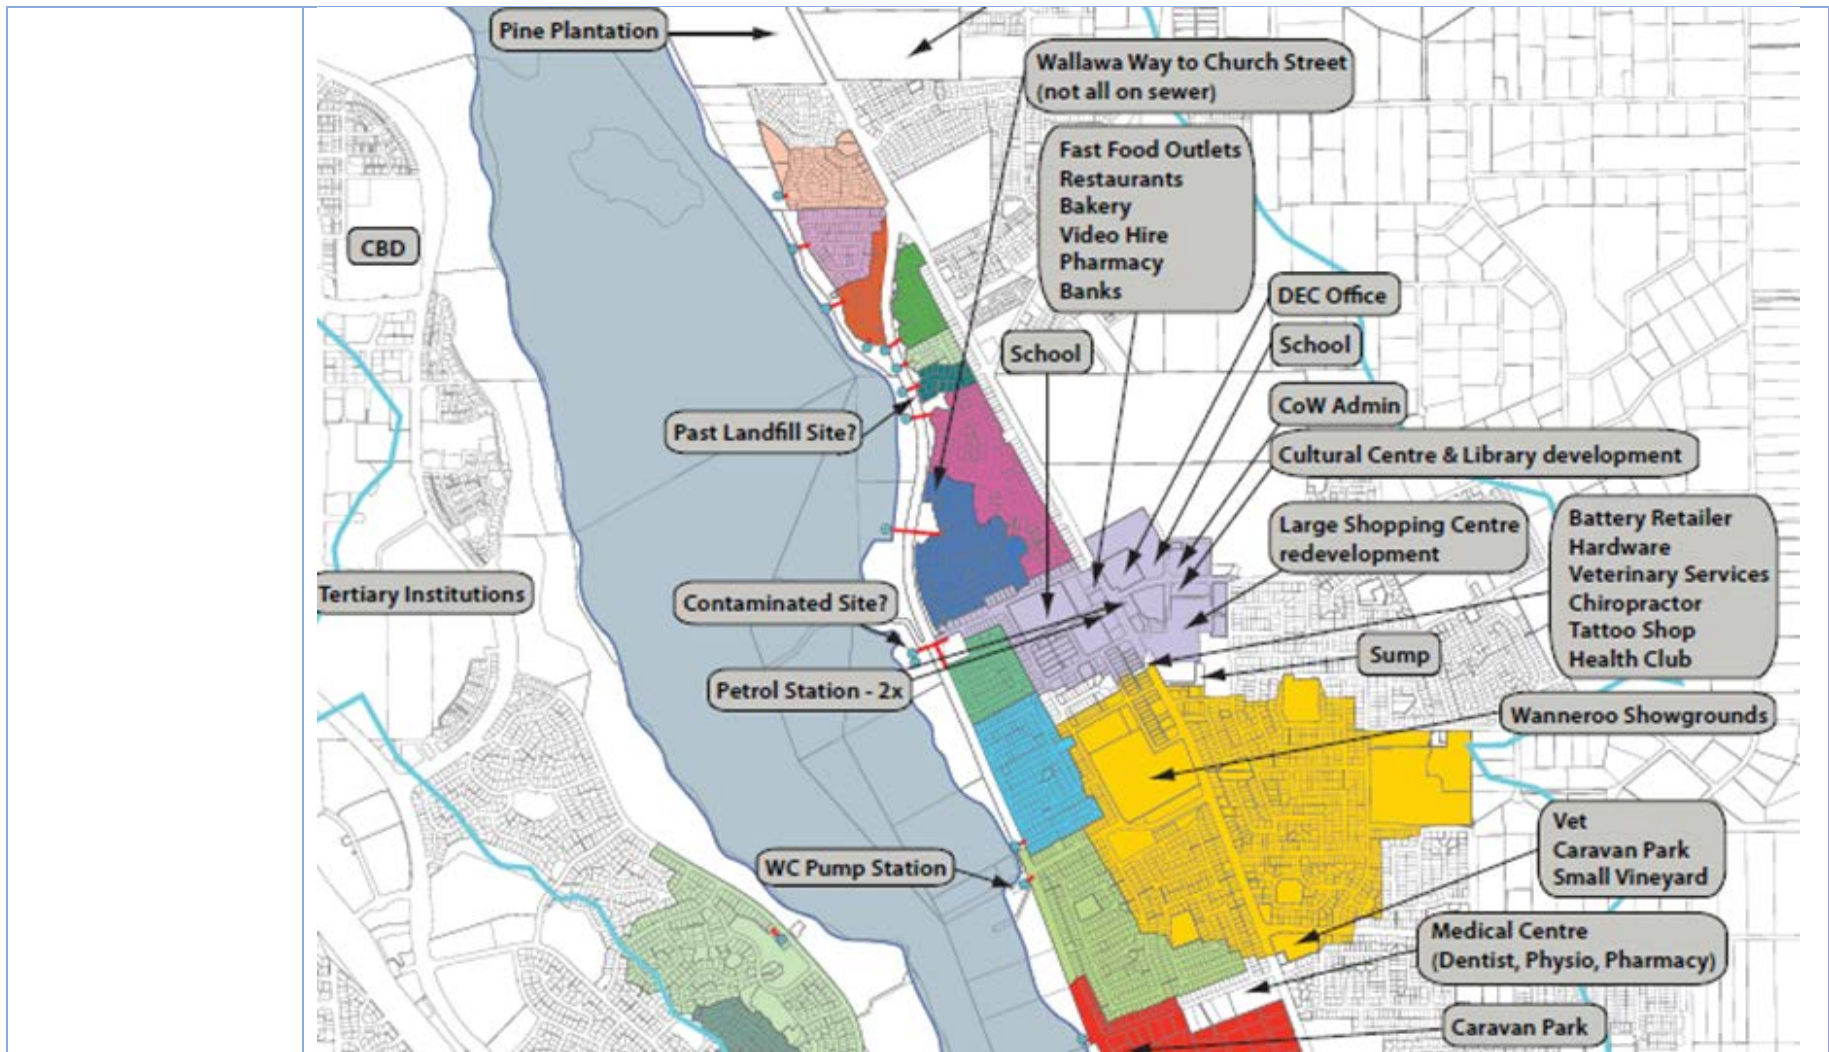 Pine Plantation
Wallawa Way to Church Street
(not all on sewer)
Fast Food Outlets
Restaurants
Bakery
Video Hire
Pharmacy
Banks
CBD
DEC Office
School
School
CoW Admin
Past Landfill Site?
Cultural Centre & Library development
Large Shopping Centre
redevelopment
Battery Retailer
Hardware
Veterinary Services
Chiropractor
Tattoo Shop
Health Club
Tertiary Institutions
Contaminated Site?
Sump
Petrol Station - 2x
Wanneroo Showgrounds
Vet
Caravan Park
Small Vineyard
WC Pump Station
Medical Centre
(Dentist, Physio, Pharmacy)
Caravan Park